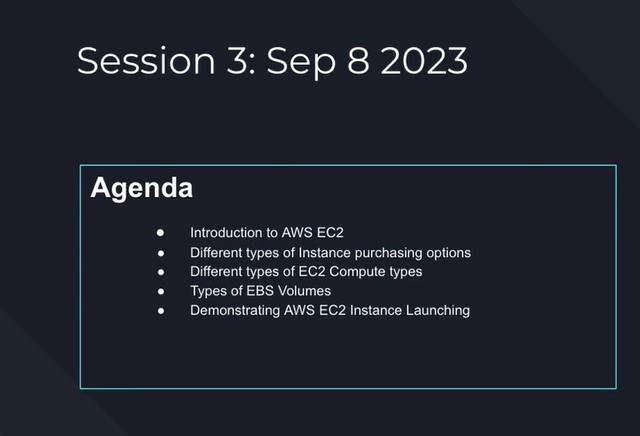 Session 3: Sep 8 2023
Agenda
● Introduction to AWS EC2
● Different types of Instance purchasing options
● Different types of EC2 Compute types
● Types of EBS Volumes
● Demonstrating AWS EC2 Instance Launching